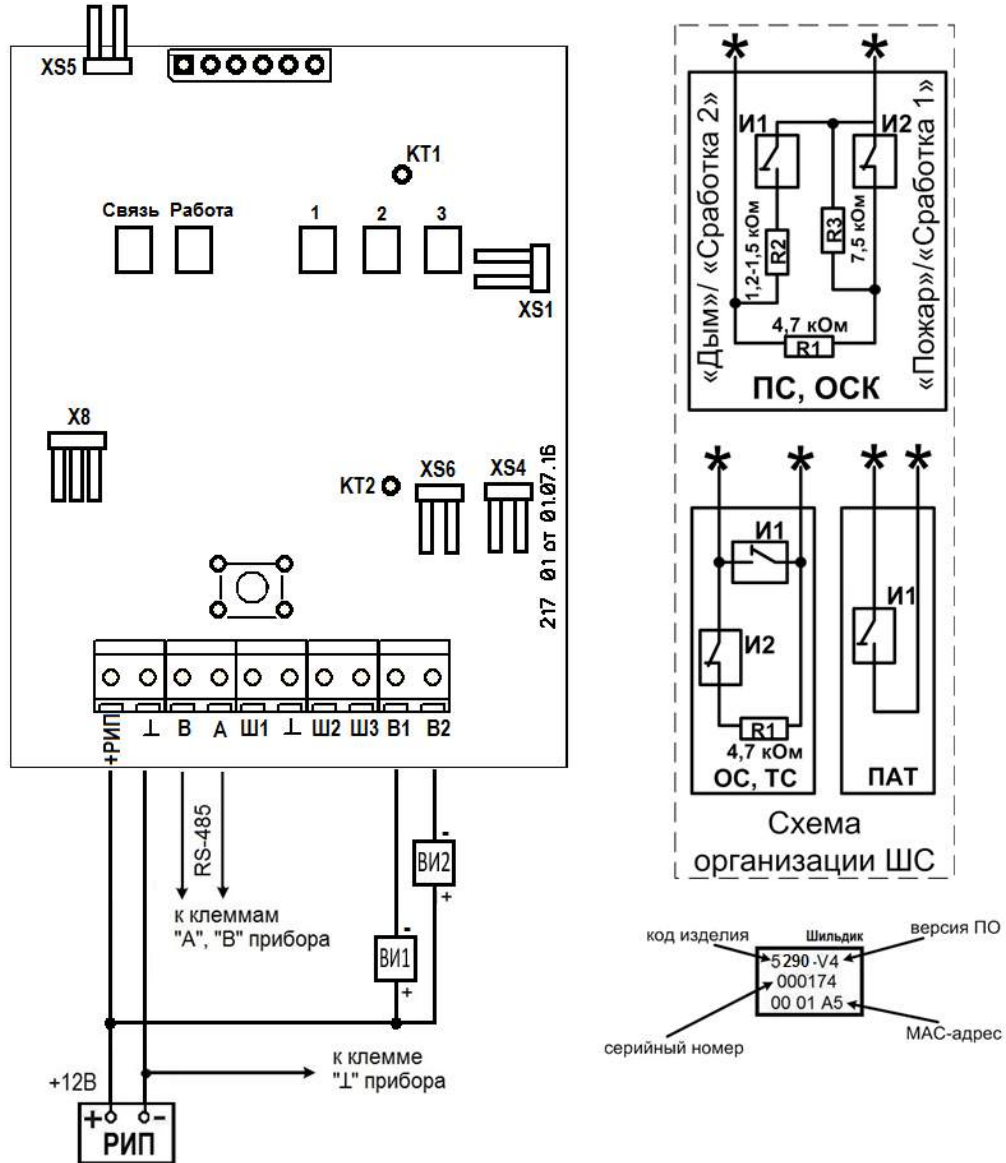 XS5
KT1
Связь Работа 1 2 3
XS1
X8
KT2
XS6 XS4
217 01 от 01.07.16
+РИП ⊥ B A Ш1 ⊥ Ш2 Ш3 B1 B2
RS-485
к клеммам
"А", "В" прибора
-
ВИ2
+
-
ВИ1
+
к клемме
"⊥" прибора
+12В
+ -
РИП
* *
«Дым»/ «Сработка 2»
И1 И2
1,2-1,5 кОм
R2
R3
7,5 кОм
4,7 кОм
R1
«Пожар»/«Сработка 1»
ПС, ОСК
* *
И1
И2
R1
4,7 кОм
ОС, ТС
* *
И1
ПАТ
Схема
организации ШС
код изделия Шильдик версия ПО
5290-V4
000174
00 01 A5
серийный номер MAC-адрес